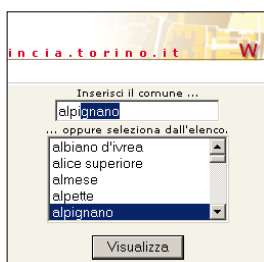 incia.torino.it W
Inserisci il comune ...
alpignano
... oppure seleziona dall'elenco.
albiano d'ivrea
alice superiore
almese
alpette
alpignano
Visualizza